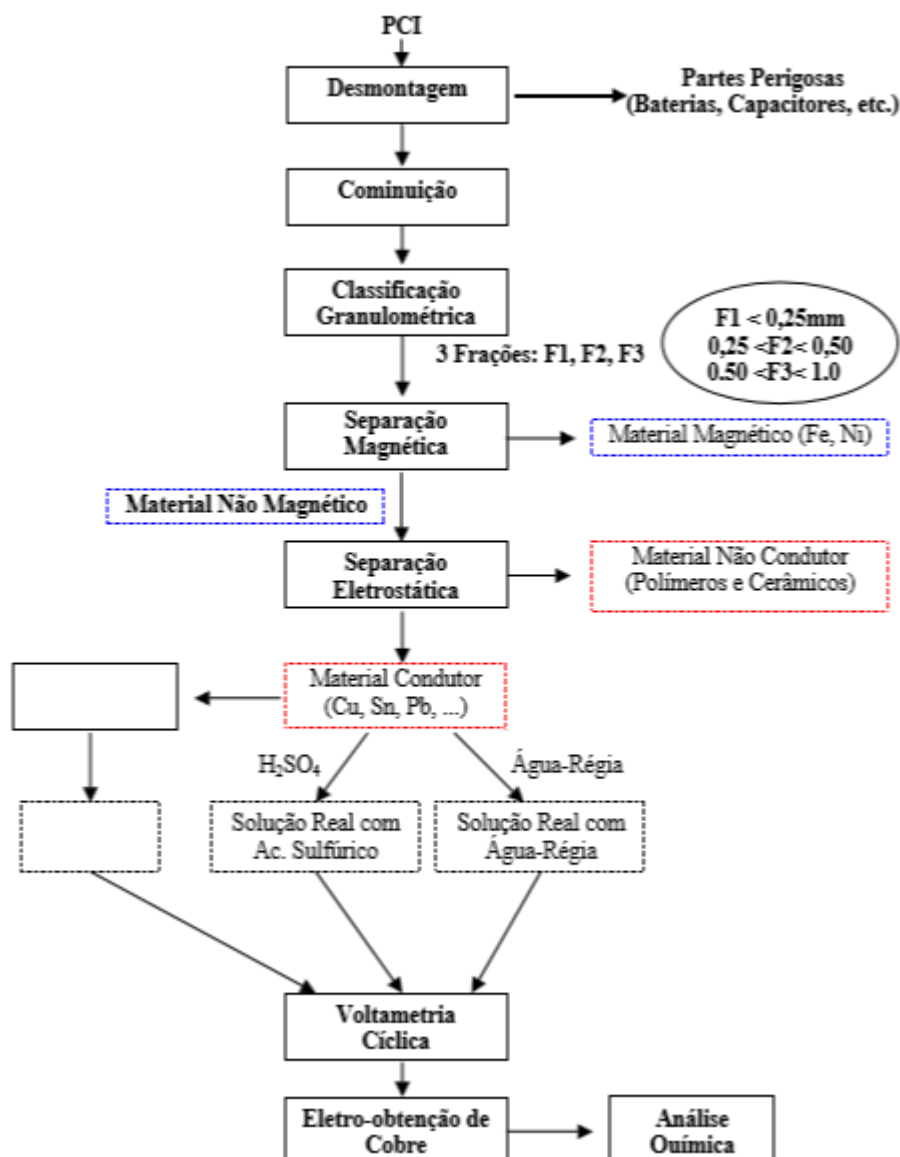 PCI
Desmontagem
Partes Perigosas
(Baterias, Capacitores, etc.)
Cominuição
Classificação
Granulométrica
F1 < 0,25mm
0,25 <F2< 0,50
0.50 <F3< 1.0
3 Frações: F1, F2, F3
Separação
Magnética
Material Magnético (Fe, Ni)
Material Não Magnético
Separação
Eletrostática
Material Não Condutor
(Polímeros e Cerâmicos)
Material Condutor
(Cu, Sn, Pb, ...)
H₂SO₄
Água-Régia
Solução Real com
Ac. Sulfúrico
Solução Real com
Água-Régia
Voltametria
Cíclica
Eletro-obtenção de
Cobre
Análise
Química